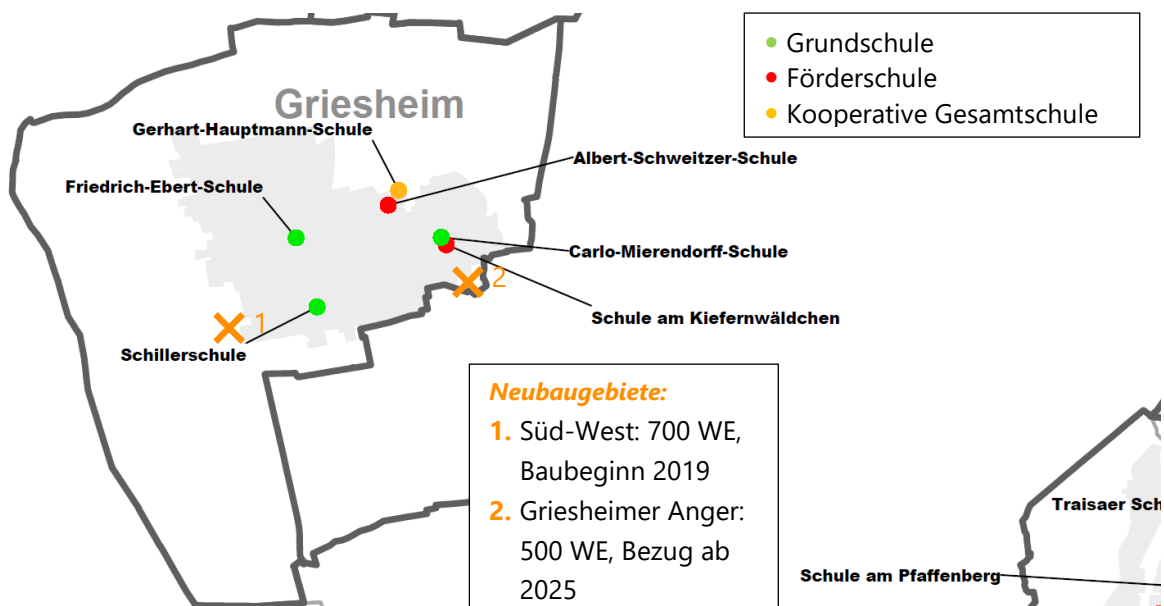 Grundschule
Förderschule
Kooperative Gesamtschule
Griesheim
Gerhart-Hauptmann-Schule
Albert-Schweitzer-Schule
Friedrich-Ebert-Schule
Carlo-Mierendorff-Schule
2
Schule am Kiefernwäldchen
1
Schillerschule
Neubaugebiete:
1. Süd-West: 700 WE,
Baubeginn 2019
2. Griesheimer Anger:
500 WE, Bezug ab
2025
Traisaer Sch
Schule am Pfaffenberg